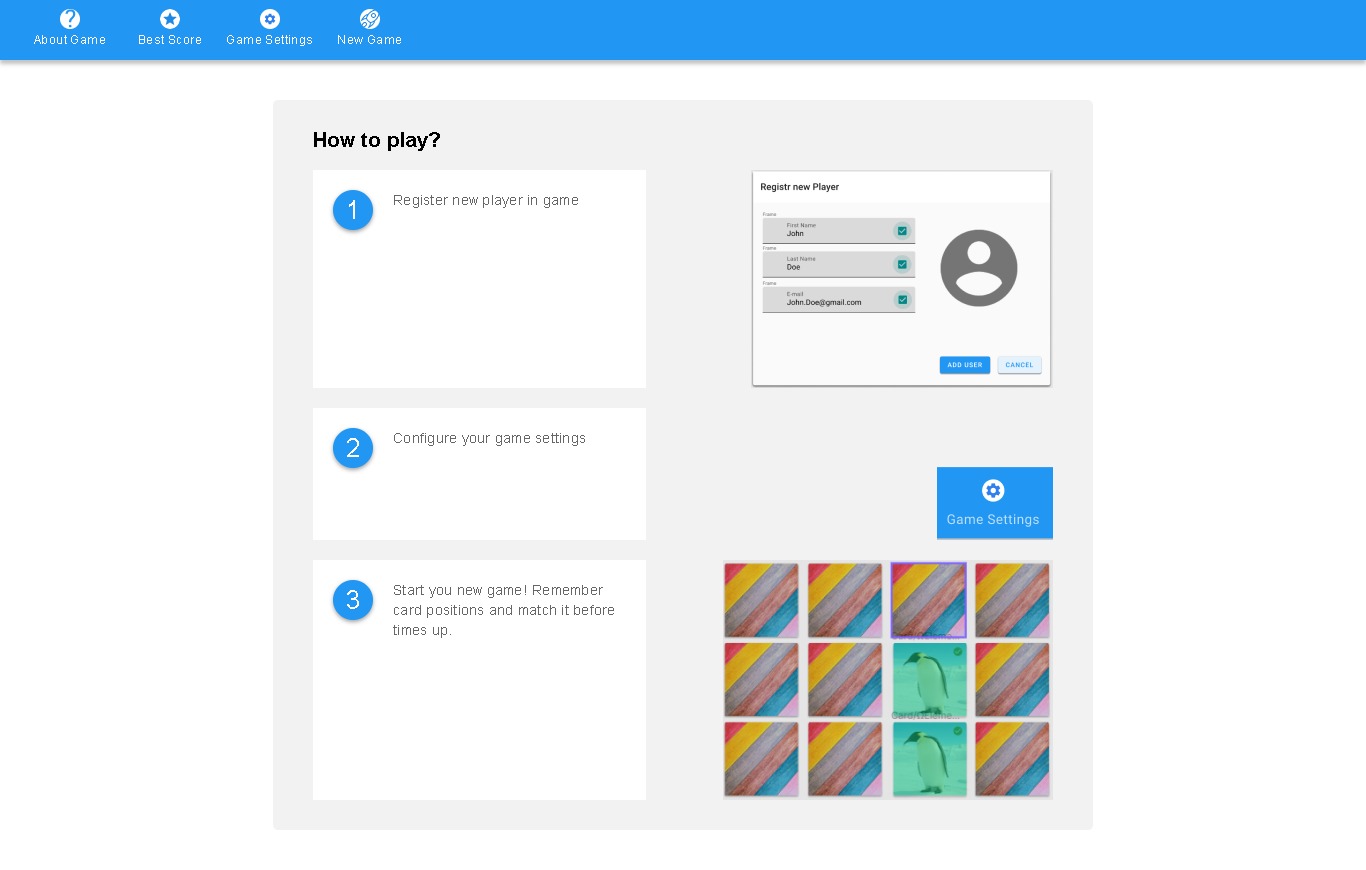 About Game
Best Score
Game Settings
New Game
How to play?
1
Register new player in game
Registr new Player
Frame
First Name
John
Frame
Last Name
Doe
Frame
E-mail
John.Doe@gmail.com
ADD USER
CANCEL
2
Configure your game settings
Game Settings
3
Start you new game! Remember
card positions and match it before
times up.